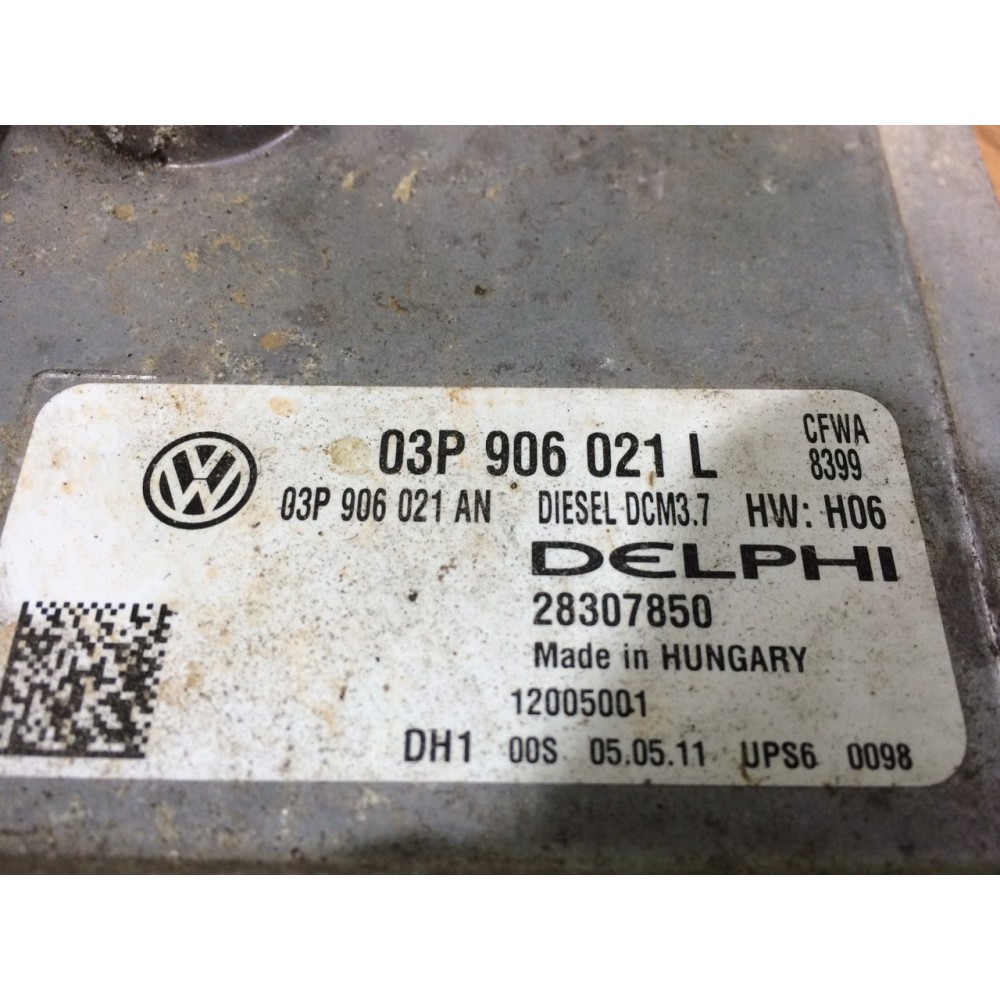 03P 906 021 L CFWA
8399
03P 906 021 AN DIESEL DCM3.7 HW: H06
DELPHI
28307850
Made in HUNGARY
12005001
DH1 00S 05.05.11 UPS6 0098